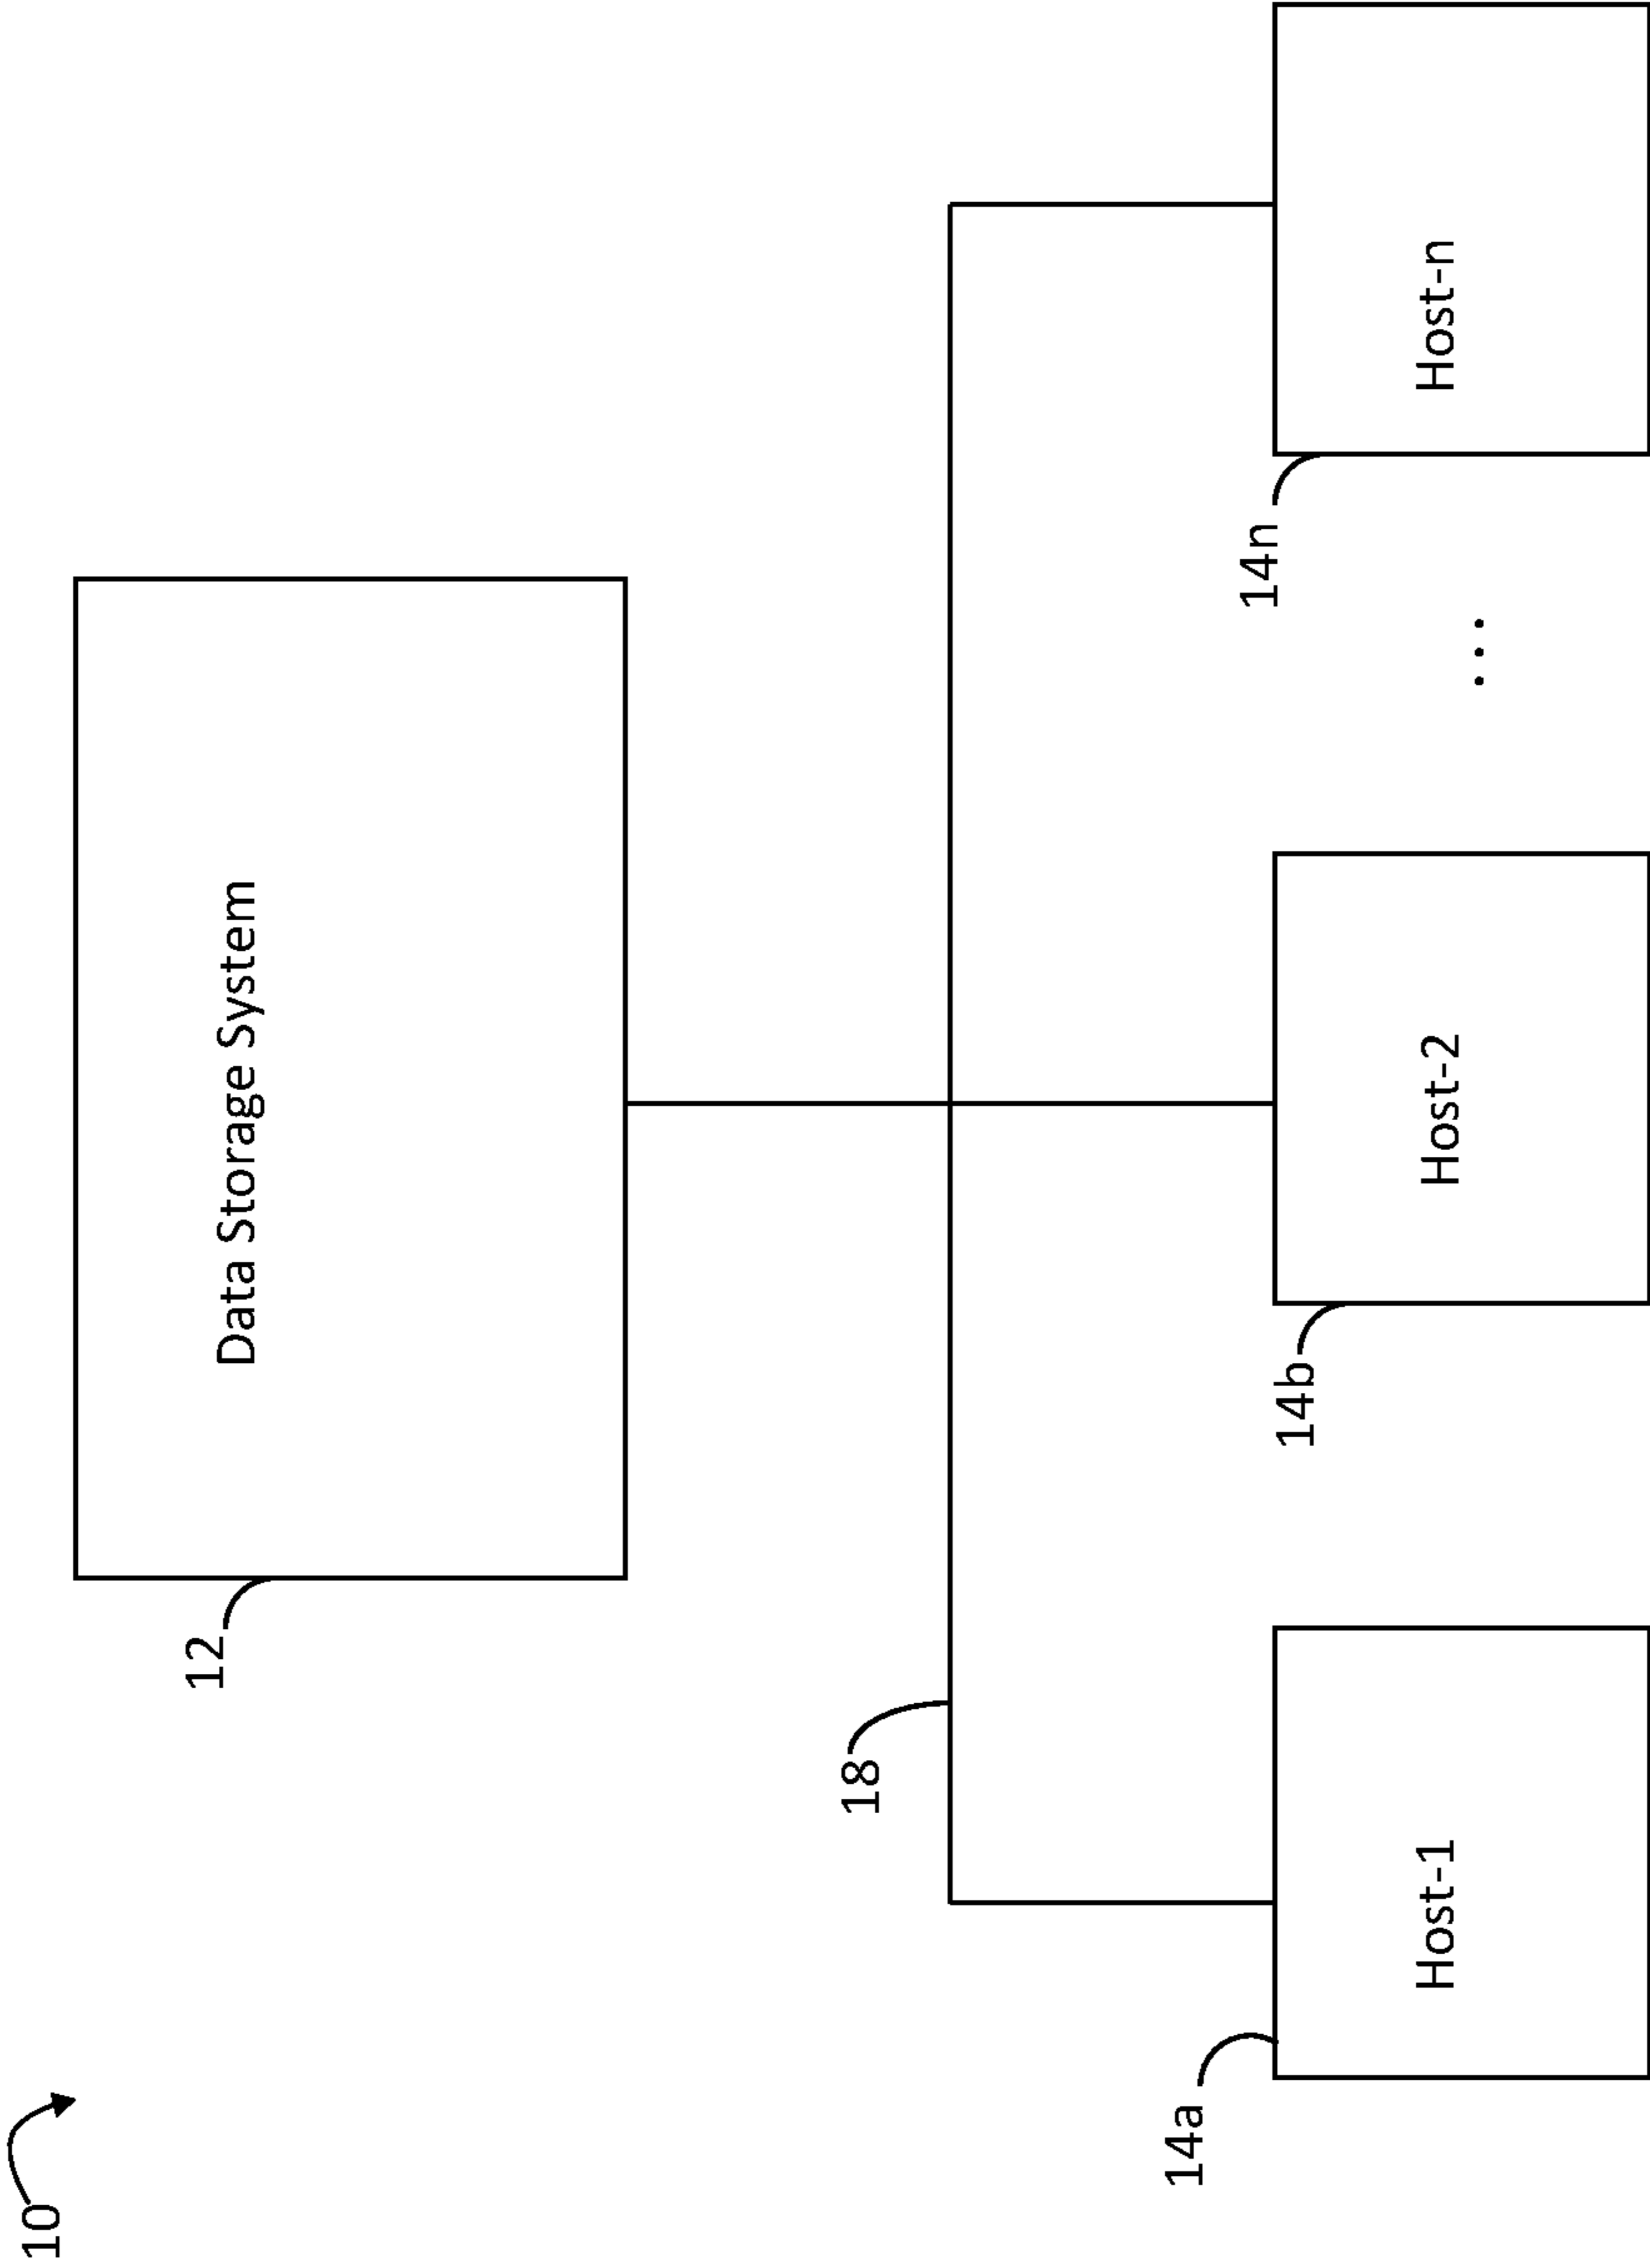 10
12
Data Storage System
18
14a
Host-1
14b
Host-2
...
14n
Host-n